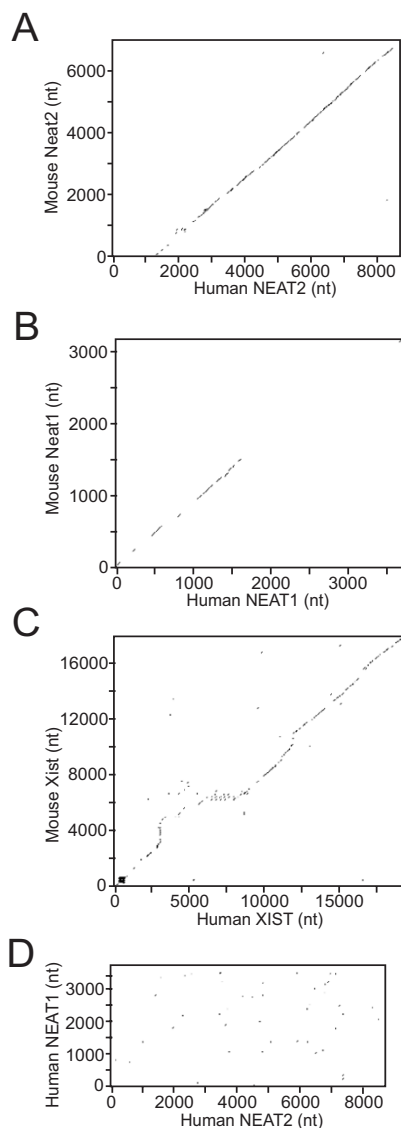 A
Mouse Neat2 (nt)
6000
4000
2000
0
0 2000 4000 6000 8000
Human NEAT2 (nt)
B
Mouse Neat1 (nt)
3000
2000
1000
0
0 1000 2000 3000
Human NEAT1 (nt)
C
Mouse Xist (nt)
16000
12000
8000
4000
0
5000 10000 15000
Human XIST (nt)
D
Human NEAT1 (nt)
3000
2000
1000
0
0 2000 4000 6000 8000
Human NEAT2 (nt)